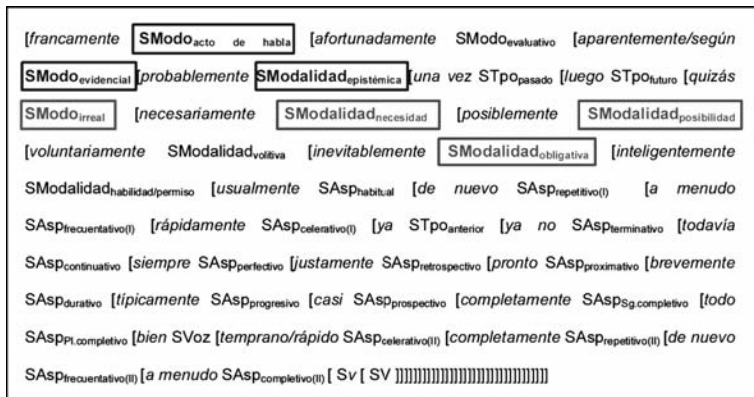 [francamente SModo acto de habla [afortunadamente SModo evaluativo [aparentemente/según
SModo evidencial [probablemente SModalidad epistémica [una vez STpo pasado [luego STpo futuro [quizás
SModo irreal [necesariamente SModalidad necesidad [posiblemente SModalidad posibilidad
[voluntariamente SModalidad volitiva [inevitablemente SModalidad obligativa [inteligentemente
SModalidad habilidad/permiso [usualmente SAsp habitual [de nuevo SAsp repetitivo(I) [a menudo
SAsp frecuentativo(I) [rápidamente SAsp celerativo(I) [ya STpo anterior [ya no SAsp terminativo [todavía
SAsp continuativo [siempre SAsp perfectivo [justamente SAsp retrospectivo [pronto SAsp proximativo [brevemente
SAsp durativo [típicamente SAsp progresivo [casi SAsp prospectivo [completamente SAsp Sg.completivo [todo
SAsp Pl.completivo [bien SVoz [temprano/rápido SAsp celerativo(II) [completamente SAsp repetitivo(II) [de nuevo
SAsp frecuentativo(II) [a menudo SAsp completivo(II) [ Sv [ SV ]]]]]]]]]]]]]]]]]]]]]]]]]]]]]]]]]]